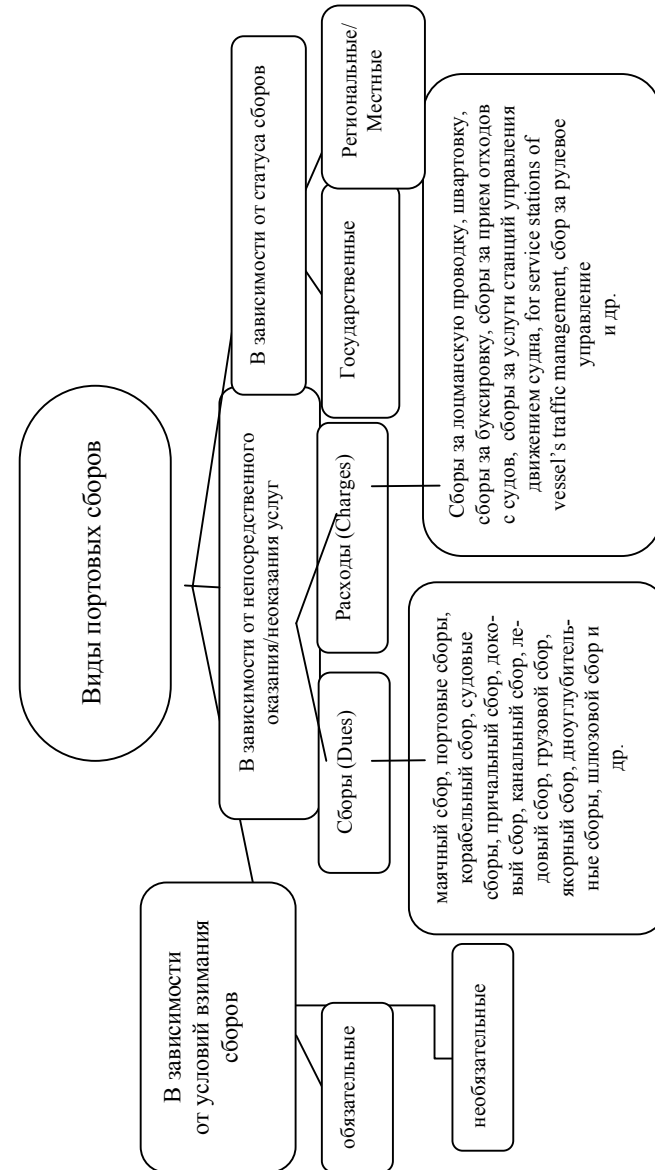 Виды портовых сборов
В зависимости
от условий взимания
сборов
обязательные
необязательные
В зависимости от непосредственного
оказания/неоказания услуг
Сборы (Dues)
маячный сбор, портовые сборы,
корабельный сбор, судовые
сборы, причальный сбор, доко-
вый сбор, канальный сбор, ле-
довый сбор, грузовой сбор,
якорный сбор, дноуглубитель-
ные сборы, шлюзовой сбор и
др.
Расходы (Charges)
Сборы за лоцманскую проводку, швартовку,
сборы за буксировку, сборы за прием отходов
с судов, сборы за услуги станций управления
движением судна, for service stations of
vessel’s traffic management, сбор за рулевое
управление
и др.
В зависимости от статуса сборов
Государственные
Региональные/
Местные